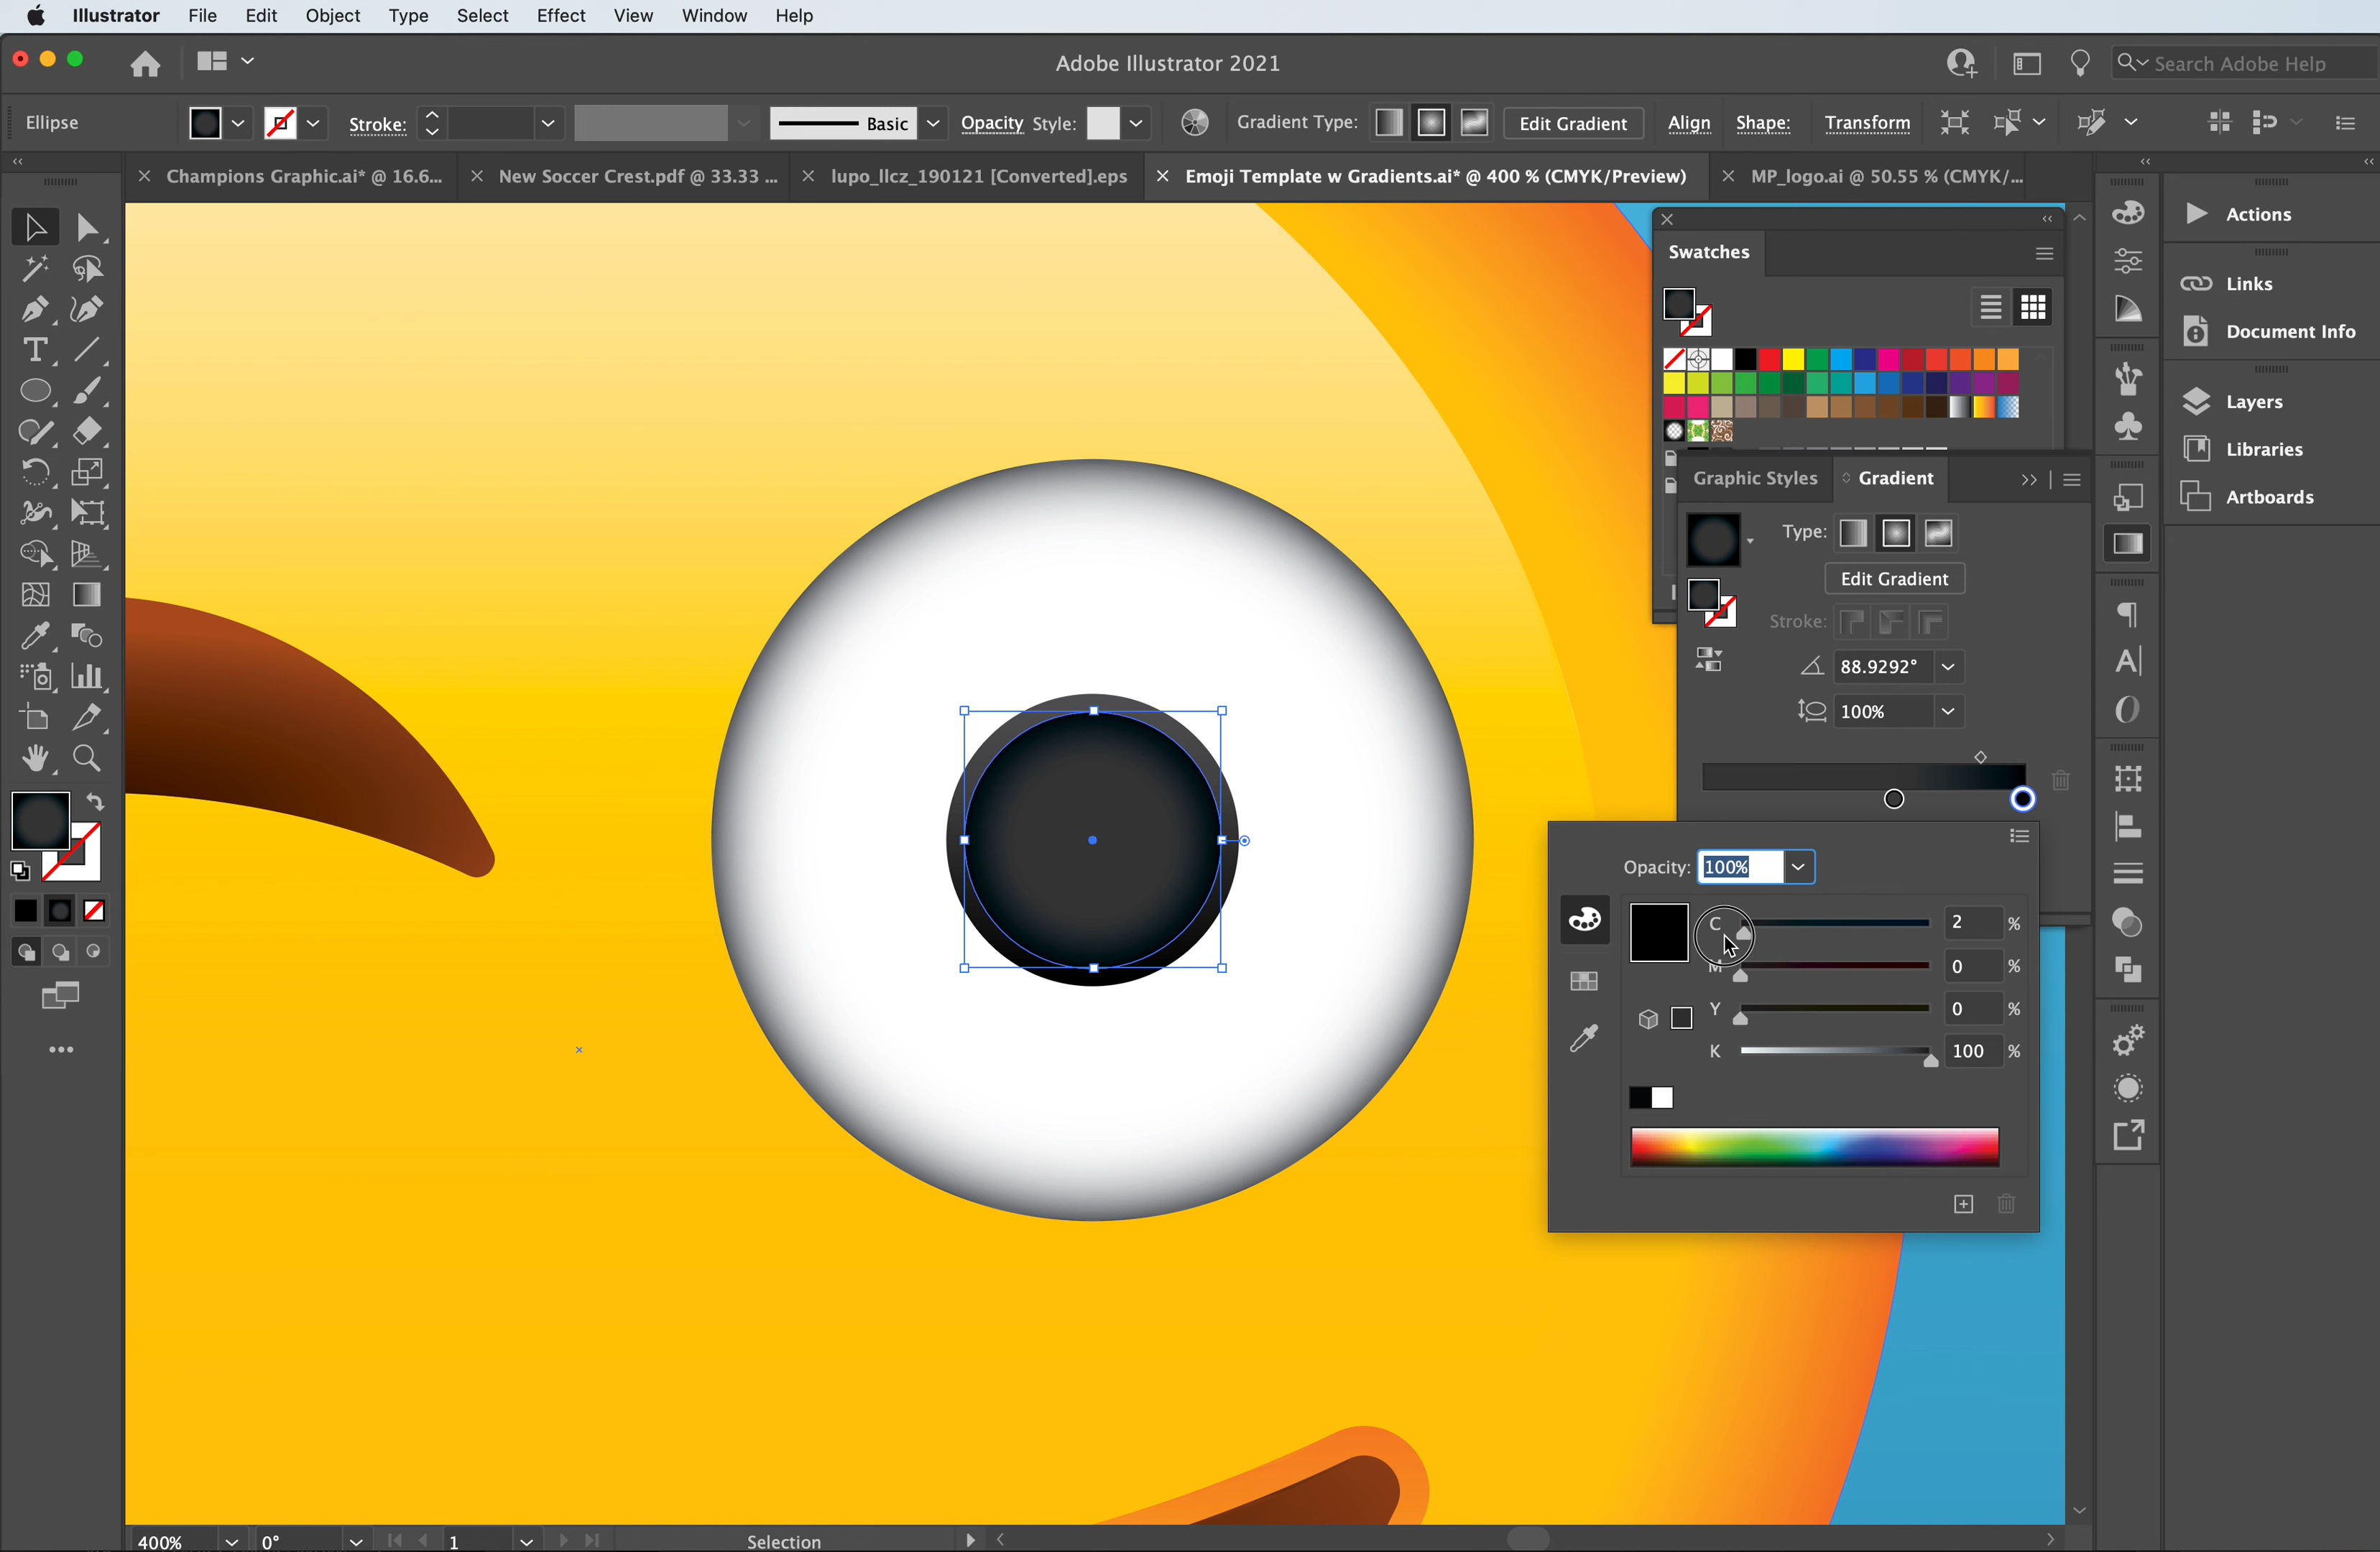 Illustrator File Edit Object Type Select Effect View Window Help
Adobe Illustrator 2021
Search Adobe Help
Ellipse Stroke: Basic Opacity Style: Gradient Type: Edit Gradient Align Shape: Transform
Champions Graphic.ai* @ 16.6... New Soccer Crest.pdf @ 33.33 ... lupo_llcz_190121 [Converted].eps Emoji Template w Gradients.ai* @ 400 % (CMYK/Preview) MP_logo.ai @ 50.55 % (CMYK/...
Actions
Swatches
Links
Document Info
Layers
Libraries
Artboards
Graphic Styles Gradient
Type:
Edit Gradient
Stroke:
88.9292°
100%
Opacity: 100%
C 2 %
M 0 %
Y 0 %
K 100 %
400% 0° 1 Selection